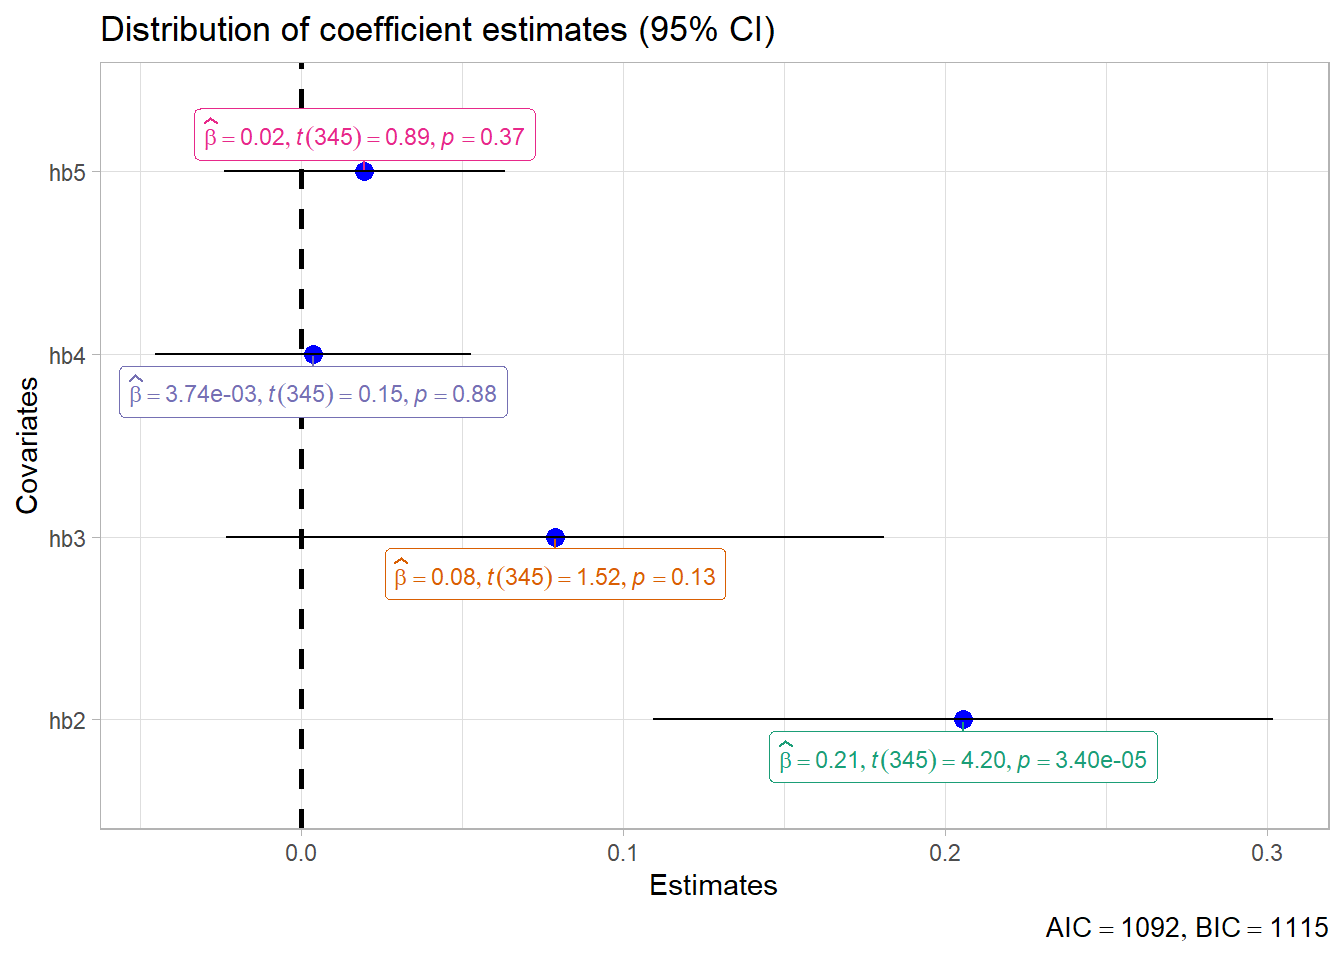 Distribution of coefficient estimates (95% CI)
β̂ = 0.02, t(345) = 0.89, p = 0.37
hb5
hb4
β̂ = 3.74e-03, t(345) = 0.15, p = 0.88
Covariates
hb3
β̂ = 0.08, t(345) = 1.52, p = 0.13
hb2
β̂ = 0.21, t(345) = 4.20, p = 3.40e-05
0.0 0.1 0.2 0.3
Estimates
AIC = 1092, BIC = 1115